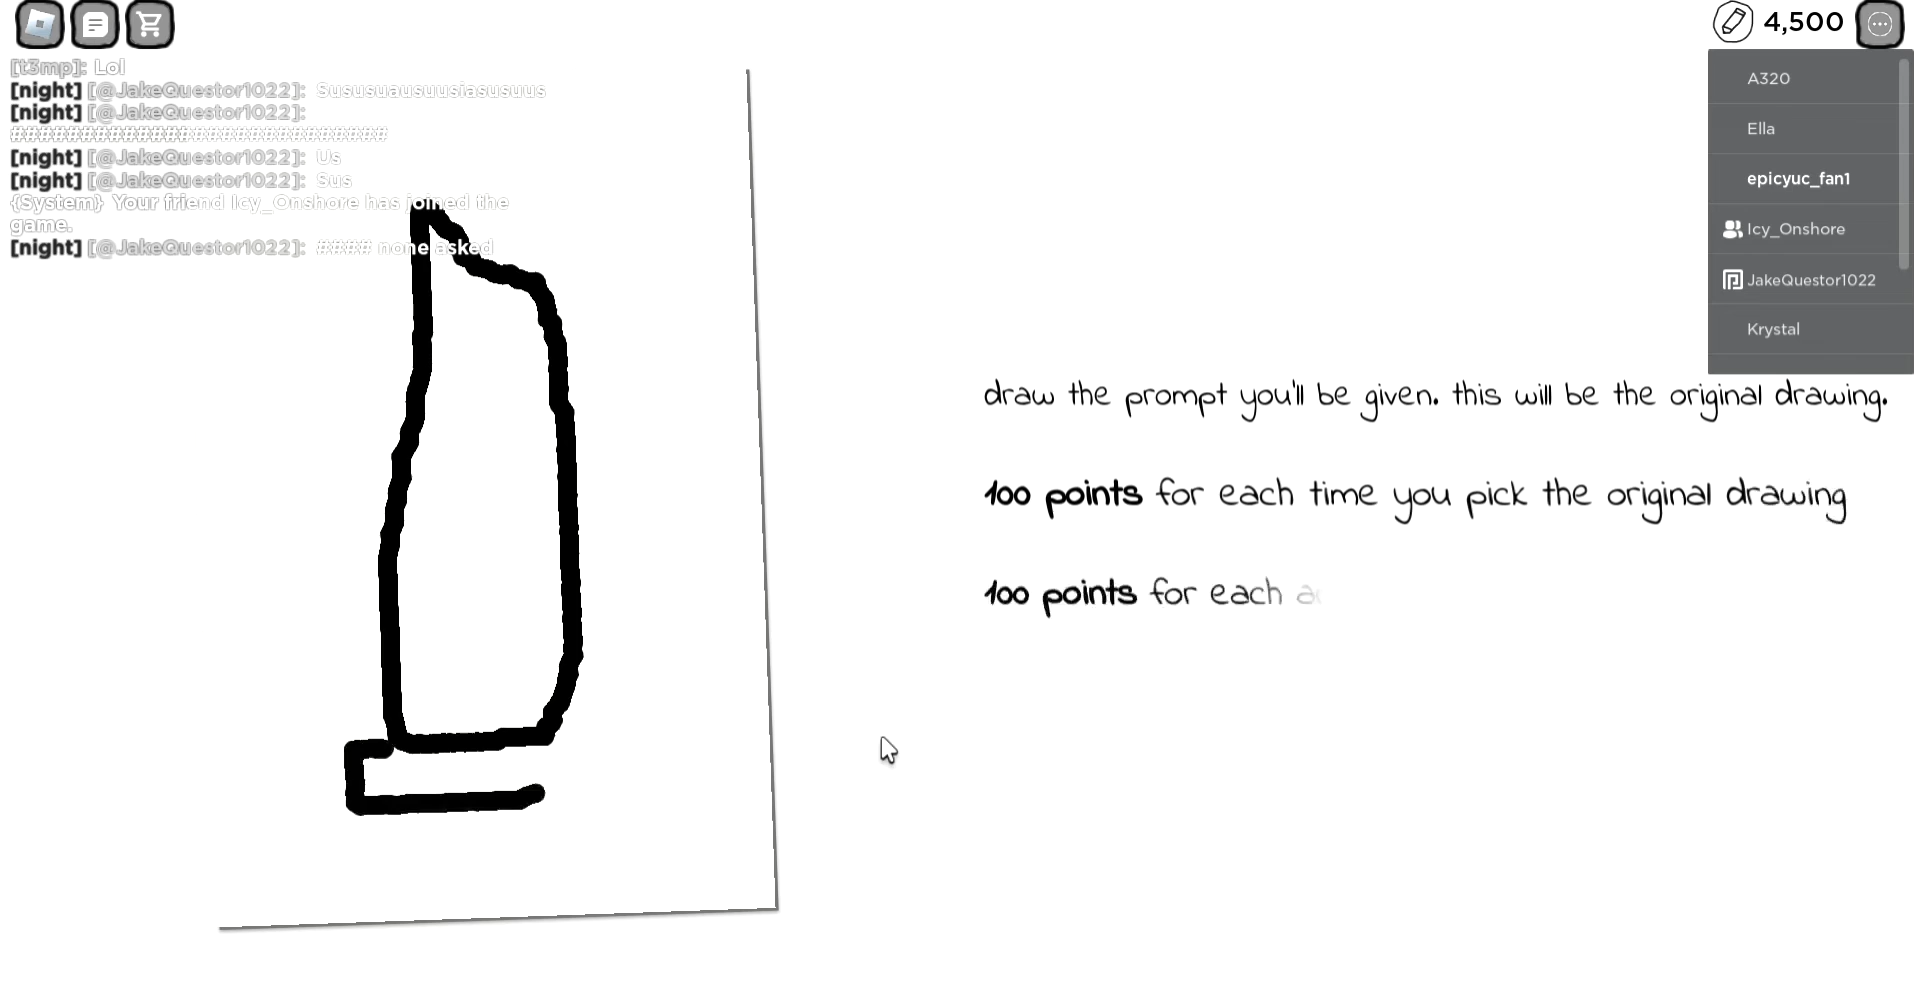 [t3mp]: Lol
[night] [@JakeQuestor1022]: Sususuausuusiasusuus
[night] [@JakeQuestor1022]:
############################
[night] [@JakeQuestor1022]: Us
[night] [@JakeQuestor1022]: Sus
{System} Your friend Icy_Onshore has joined the
game.
[night] [@JakeQuestor1022]: #### none asked
4,500
A320
Ella
epicyuc_fan1
Icy_Onshore
JakeQuestor1022
Krystal
draw the prompt you'll be given. this will be the original drawing.
100 points for each time you pick the original drawing
100 points for each